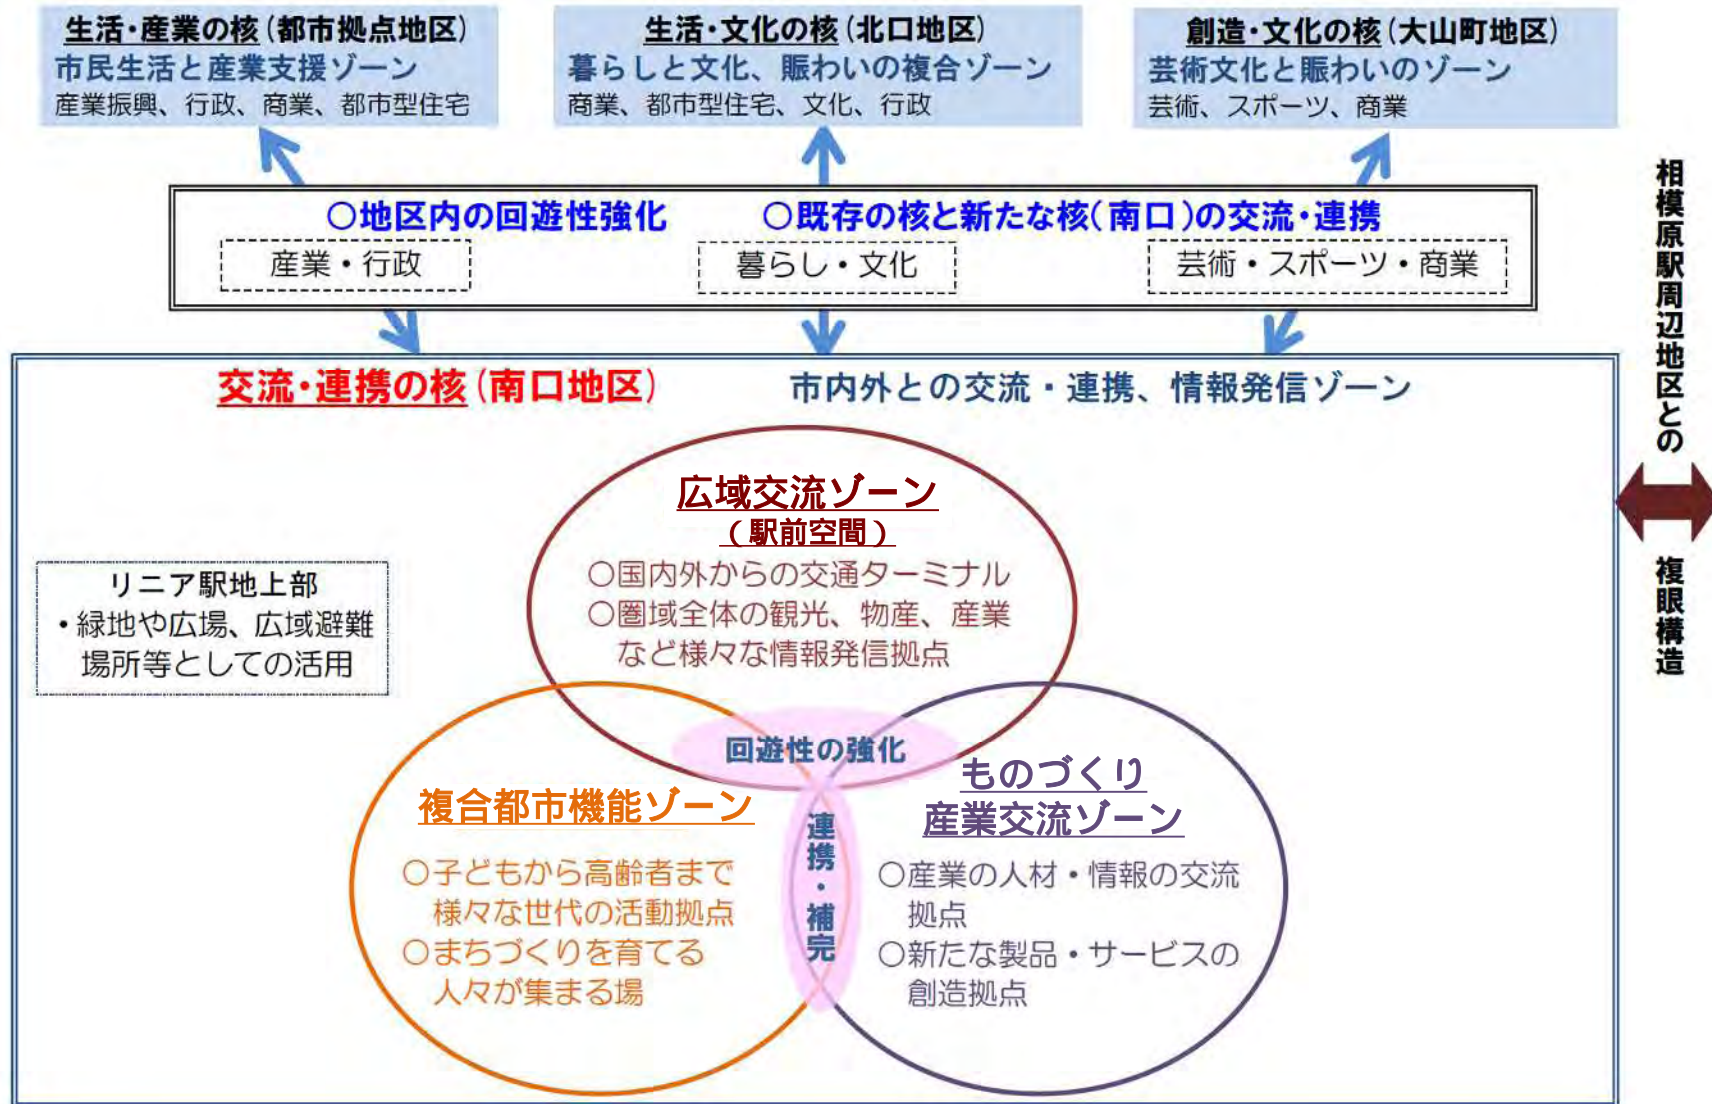 生活・産業の核(都市拠点地区)
市民生活と産業支援ゾーン
産業振興、行政、商業、都市型住宅
生活・文化の核(北口地区)
暮らしと文化、賑わいの複合ゾーン
商業、都市型住宅、文化、行政
創造・文化の核(大山町地区)
芸術文化と賑わいのゾーン
芸術、スポーツ、商業
○地区内の回遊性強化
○既存の核と新たな核(南口)の交流・連携
産業・行政
暮らし・文化
芸術・スポーツ・商業
相模原駅周辺地区との
複眼構造
交流・連携の核(南口地区)
市内外との交流・連携、情報発信ゾーン
広域交流ゾーン
(駅前空間)
○国内外からの交通ターミナル
○圏域全体の観光、物産、産業
など様々な情報発信拠点
リニア駅地上部
・緑地や広場、広域避難
場所等としての活用
回遊性の強化
連携・補完
複合都市機能ゾーン
○子どもから高齢者まで
様々な世代の活動拠点
○まちづくりを育てる
人々が集まる場
ものづくり
産業交流ゾーン
○産業の人材・情報の交流
拠点
○新たな製品・サービスの
創造拠点